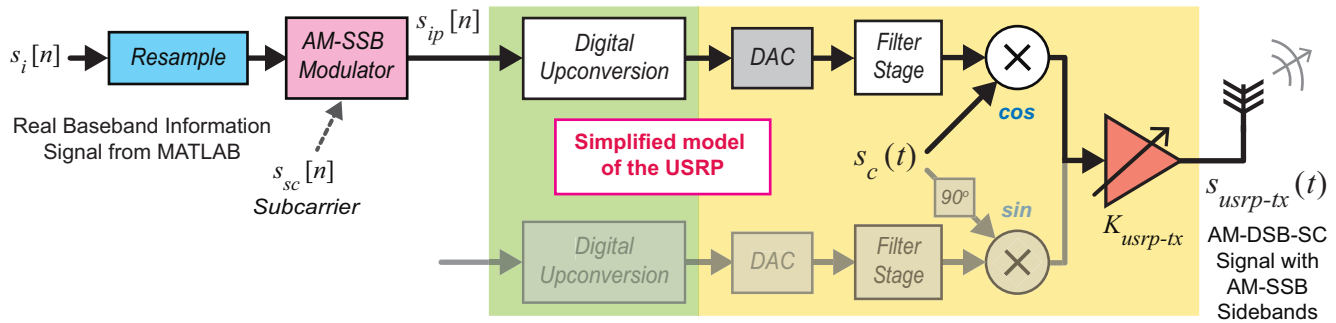 s_i[n]
Resample
AM-SSB
Modulator
s_ip[n]
Digital
Upconversion
DAC
Filter
Stage
×
cos
Real Baseband Information
Signal from MATLAB
s_sc[n]
Subcarrier
Simplified model
of the USRP
s_c(t)
90°
sin
K_usrp-tx
s_usrp-tx(t)
AM-DSB-SC
Signal with
AM-SSB
Sidebands
Digital
Upconversion
DAC
Filter
Stage
×